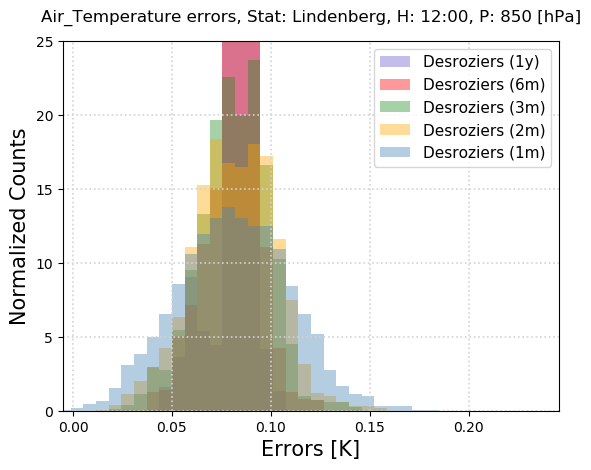 Air_Temperature errors, Stat: Lindenberg, H: 12:00, P: 850 [hPa]
25
20
15
10
5
0
Normalized Counts
Desroziers (1y)
Desroziers (6m)
Desroziers (3m)
Desroziers (2m)
Desroziers (1m)
0.00 0.05 0.10 0.15 0.20
Errors [K]